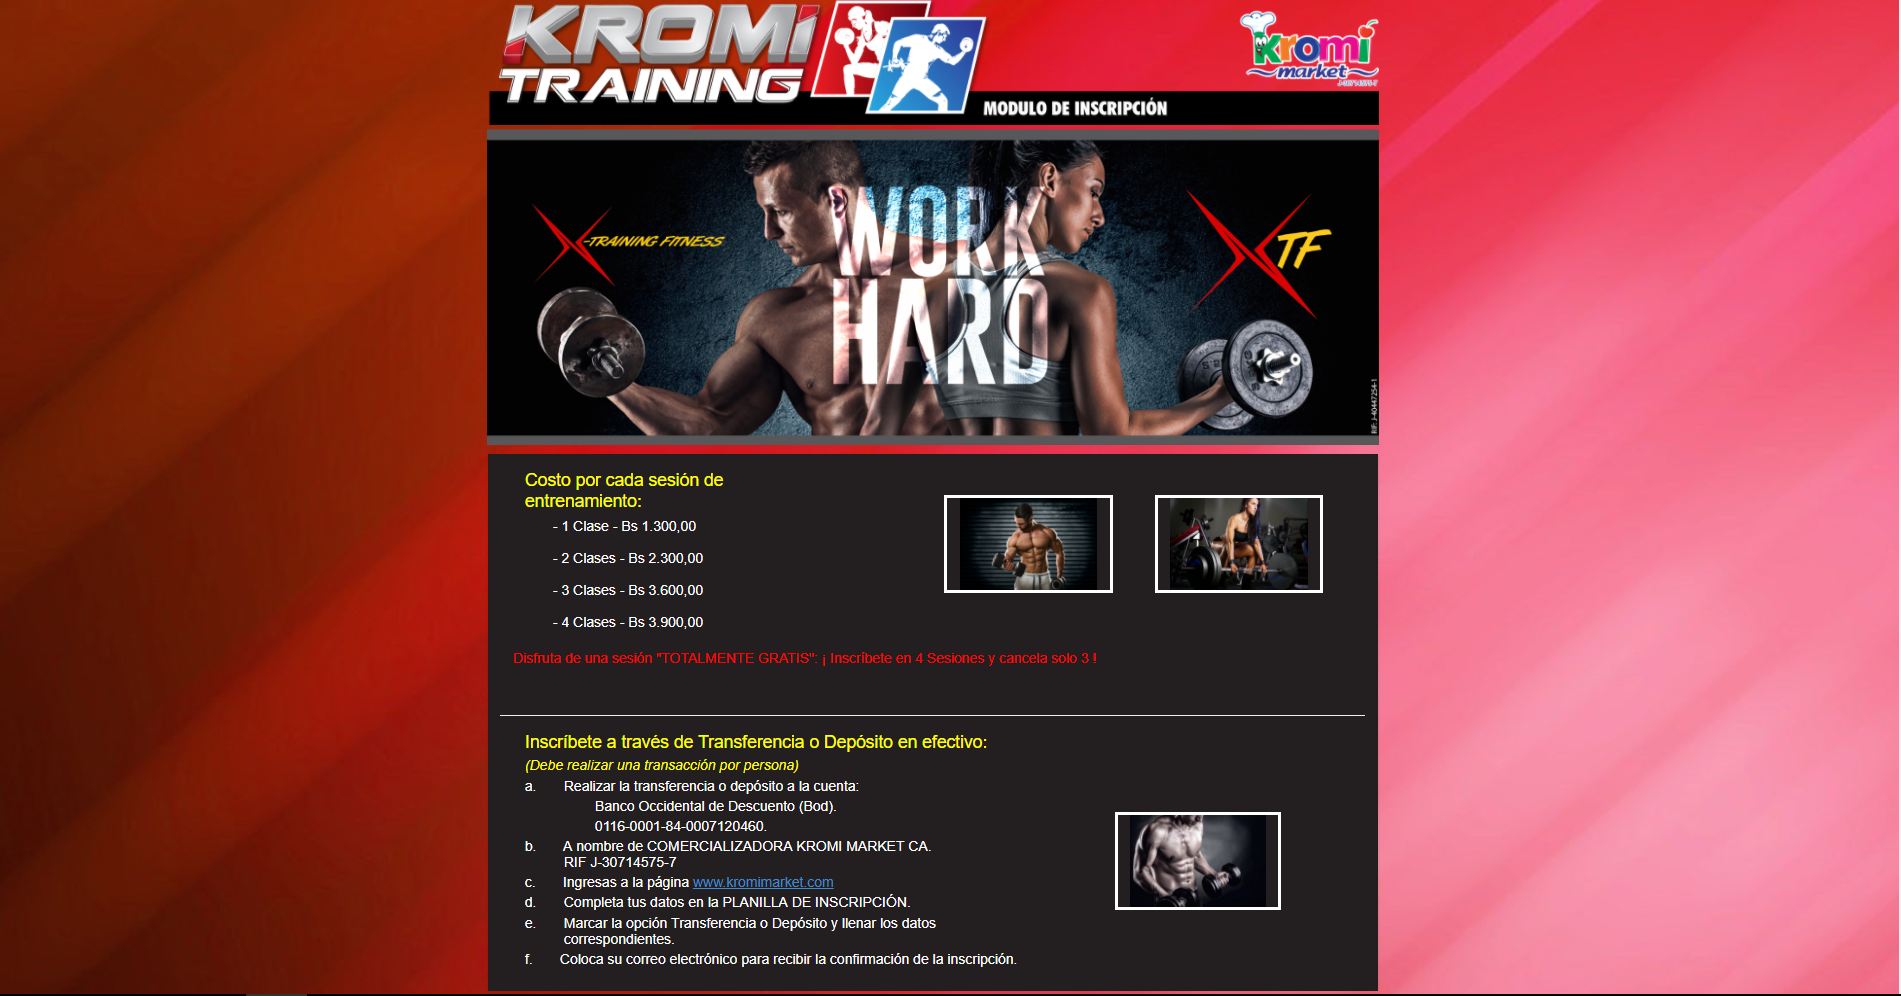 KROMi
TRAINING
kromi
market
J-30714575-7
MODULO DE INSCRIPCIÓN
X-TRAINING FITNESS
WORK
HARD
XTF
RIF: J-40447254-1
Costo por cada sesión de
entrenamiento:
- 1 Clase - Bs 1.300,00
- 2 Clases - Bs 2.300,00
- 3 Clases - Bs 3.600,00
- 4 Clases - Bs 3.900,00
Disfruta de una sesión "TOTALMENTE GRATIS": ¡ Inscríbete en 4 Sesiones y cancela solo 3 !
Inscríbete a través de Transferencia o Depósito en efectivo:
(Debe realizar una transacción por persona)
a. Realizar la transferencia o depósito a la cuenta:
Banco Occidental de Descuento (Bod).
0116-0001-84-0007120460.
b. A nombre de COMERCIALIZADORA KROMI MARKET CA.
RIF J-30714575-7
c. Ingresas a la página www.kromimarket.com
d. Completa tus datos en la PLANILLA DE INSCRIPCIÓN.
e. Marcar la opción Transferencia o Depósito y llenar los datos
correspondientes.
f. Coloca su correo electrónico para recibir la confirmación de la inscripción.